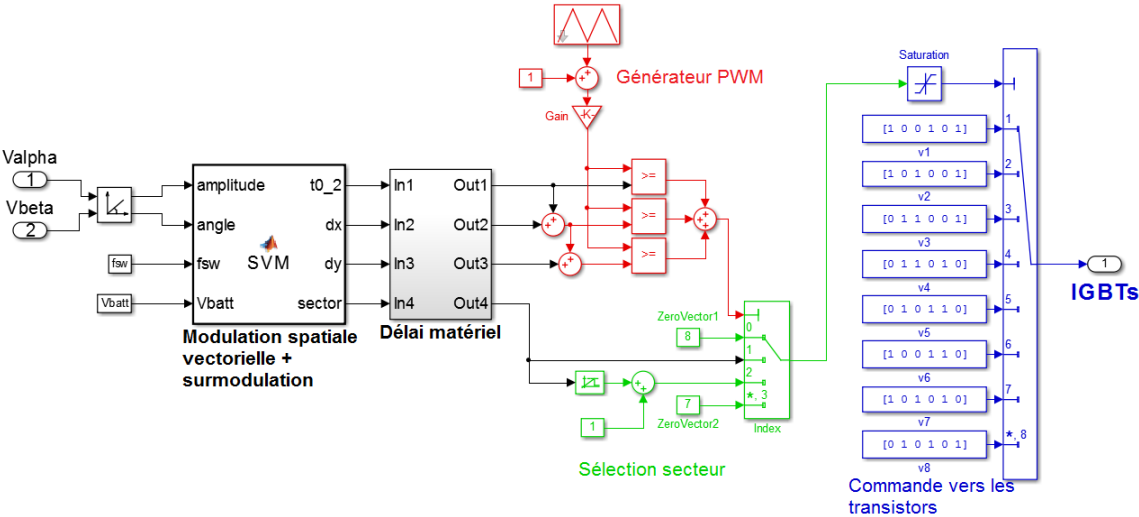 Générateur PWM
1
Gain
-K-
Saturation
Valpha
1
Vbeta
2
fsw
Vbatt
amplitude
angle
fsw
Vbatt
SVM
t0_2
dx
dy
sector
Modulation spatiale
vectorielle +
surmodulation
In1
In2
In3
In4
Out1
Out2
Out3
Out4
Délai matériel
>=
>=
>=
ZeroVector1
8
1
7
ZeroVector2
0
1
2
*, 3
Index
Sélection secteur
[1 0 0 1 0 1]
v1
[1 0 1 0 0 1]
v2
[0 1 1 0 0 1]
v3
[0 1 1 0 1 0]
v4
[0 1 0 1 1 0]
v5
[1 0 0 1 1 0]
v6
[1 0 1 0 1 0]
v7
[0 1 0 1 0 1]
v8
1
2
3
4
5
6
7
*, 8
1
IGBTs
Commande vers les
transistors